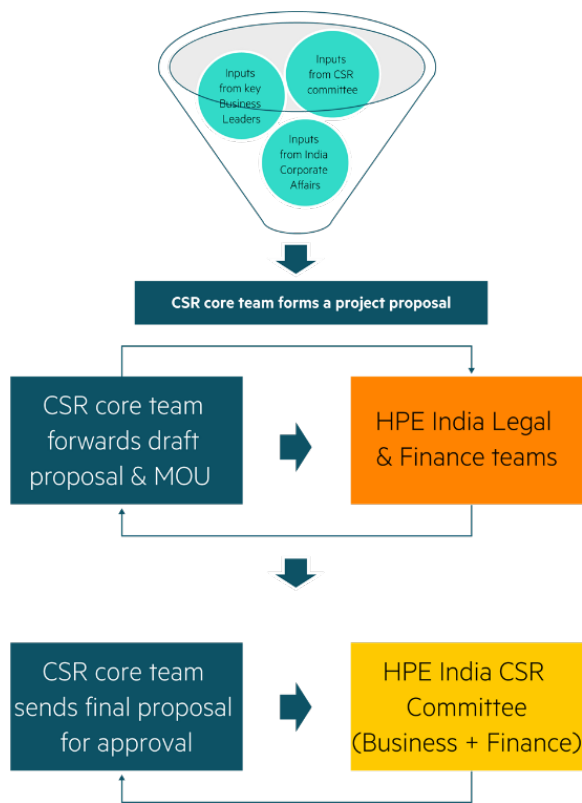 Inputs
from key
Business
Leaders
Inputs
from CSR
committee
Inputs
from India
Corporate
Affairs
CSR core team forms a project proposal
CSR core team
forwards draft
proposal & MOU
HPE India Legal
& Finance teams
CSR core team
sends final proposal
for approval
HPE India CSR
Committee
(Business + Finance)